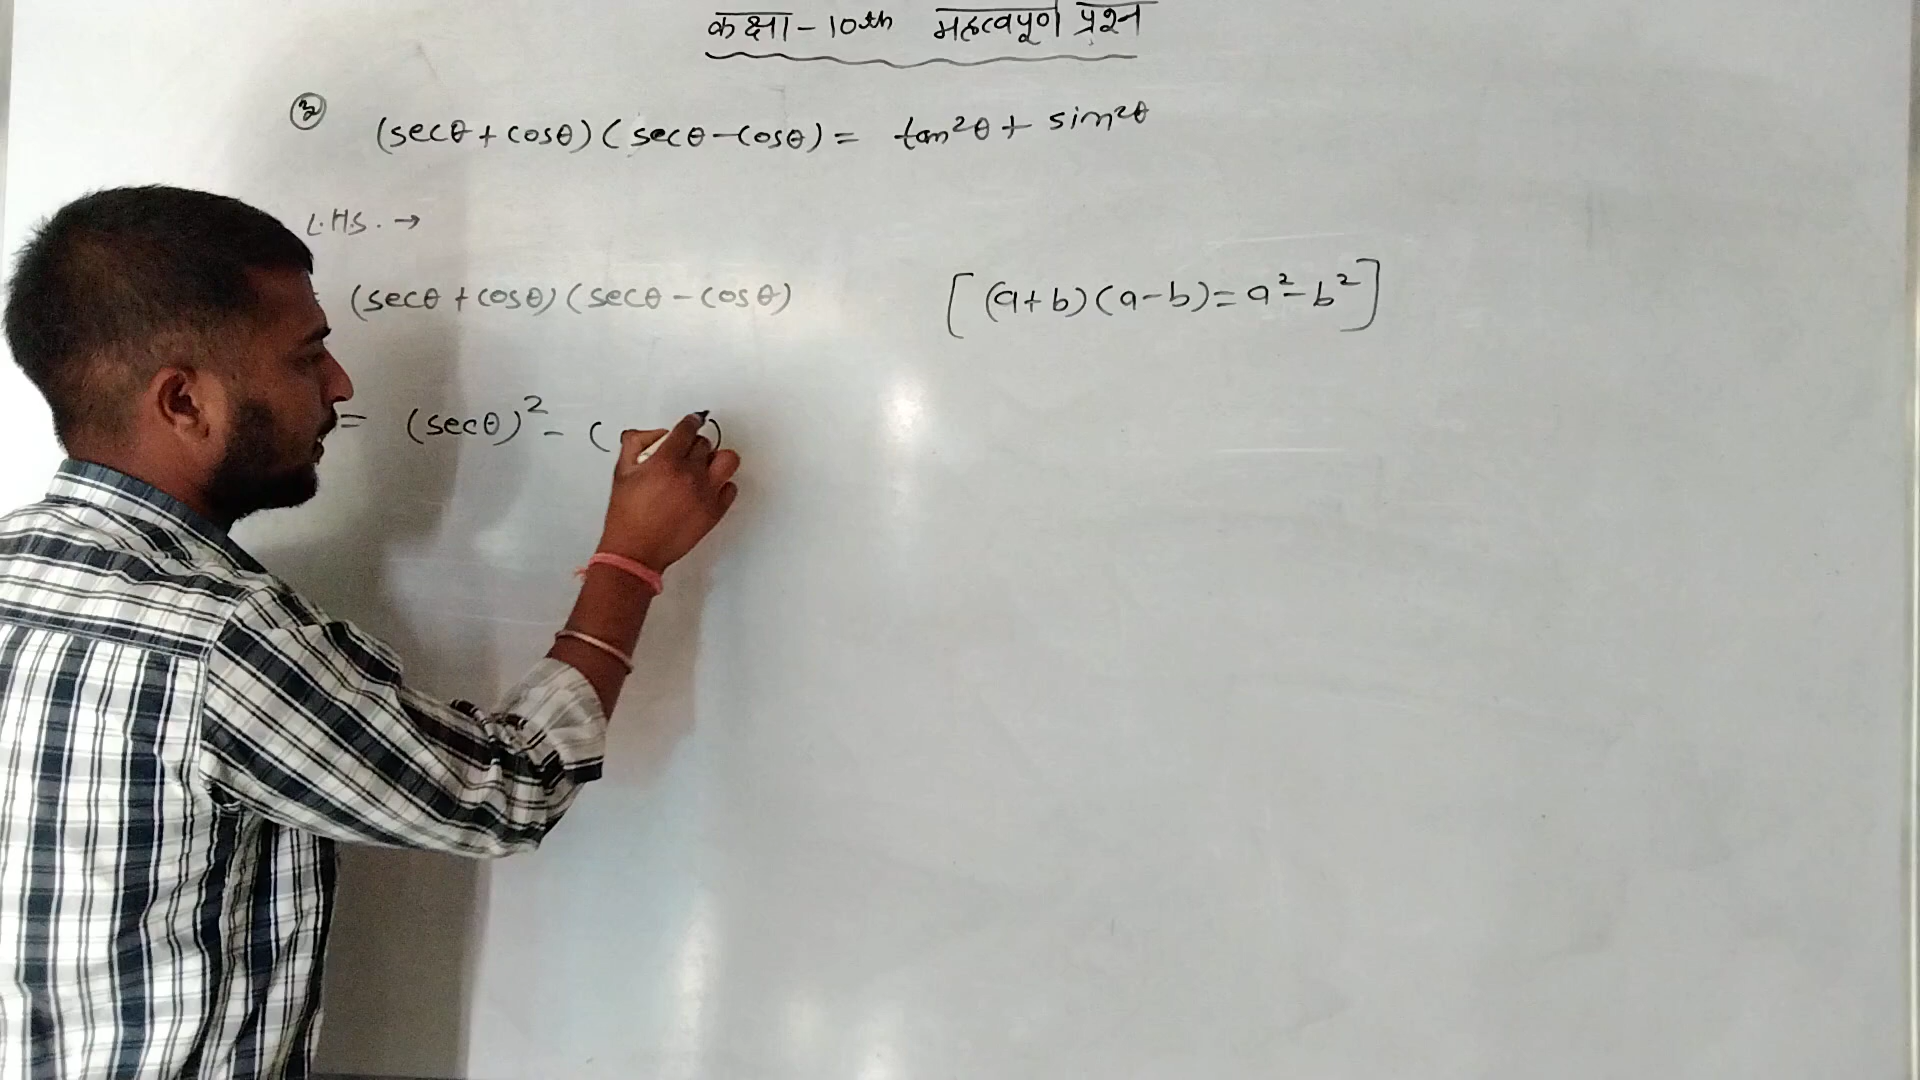 कक्षा - 10th महत्वपूर्ण प्रश्न
(secθ + cosθ) (secθ - cosθ) = tan²θ + sin²θ
L.H.S. →
(secθ + cosθ) (secθ - cosθ) [(a+b)(a-b) = a² - b²]
= (secθ)² - ( )